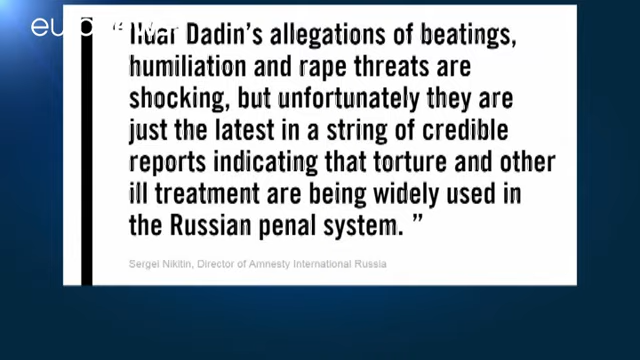 Ildar Dadin’s allegations of beatings,
humiliation and rape threats are
shocking, but unfortunately they are
just the latest in a string of credible
reports indicating that torture and other
ill treatment are being widely used in
the Russian penal system. ”
Sergei Nikitin, Director of Amnesty International Russia